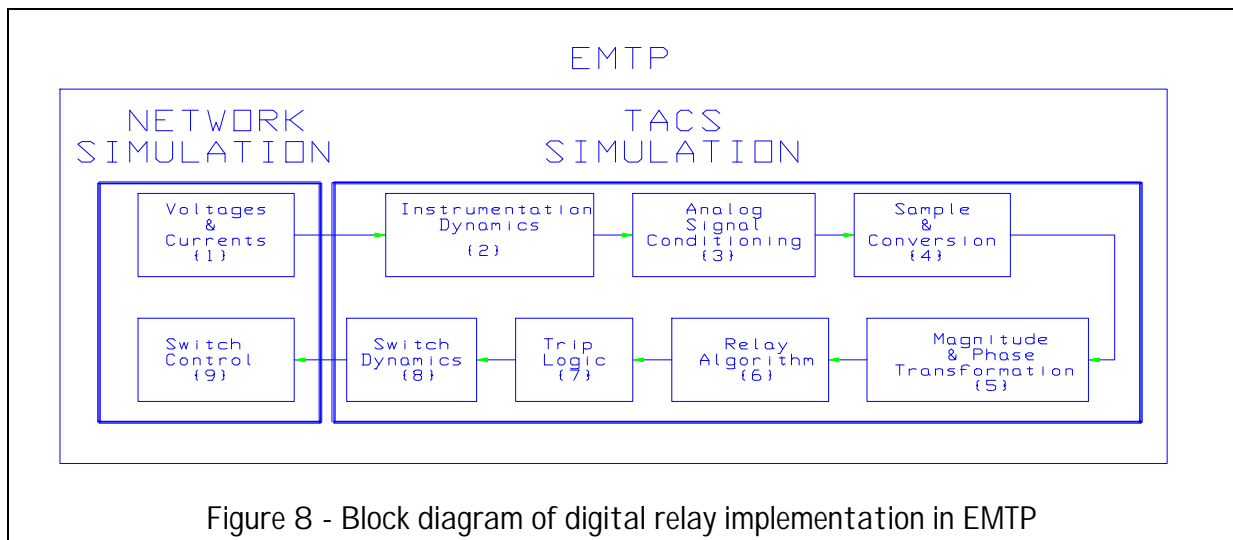 EMTP
NETWORK
SIMULATION
TACS
SIMULATION
Voltages
&
Currents
{1}
Instrumentation
Dynamics
{2}
Analog
Signal
Conditioning
{3}
Sample
&
Conversion
{4}
Switch
Control
{9}
Switch
Dynamics
{8}
Trip
Logic
{7}
Relay
Algorithm
{6}
Magnitude
& Phase
Transformation
{5}
Figure 8 - Block diagram of digital relay implementation in EMTP